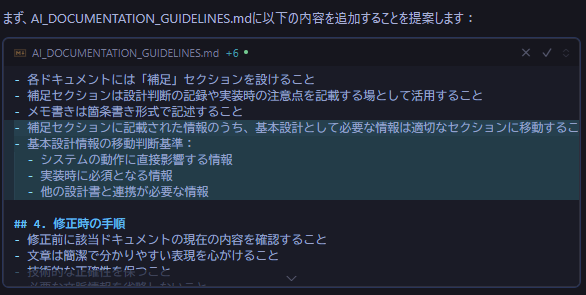 まず、AI_DOCUMENTATION_GUIDELINES.mdに以下の内容を追加することを提案します：
AI_DOCUMENTATION_GUIDELINES.md +6
- 各ドキュメントには「補足」セクションを設けること
- 補足セクションは設計判断の記録や実装時の注意点を記載する場として活用すること
- メモ書きは箇条書き形式で記述すること
- 補足セクションに記載された情報のうち、基本設計として必要な情報は適切なセクションに移動するこ
- 基本設計情報の移動判断基準：
- システムの動作に直接影響する情報
- 実装時に必須となる情報
- 他の設計書と連携が必要な情報
## 4. 修正時の手順
- 修正前に該当ドキュメントの現在の内容を確認すること
- 文章は簡潔で分かりやすい表現を心がけること
- 技術的な正確性を保つこと